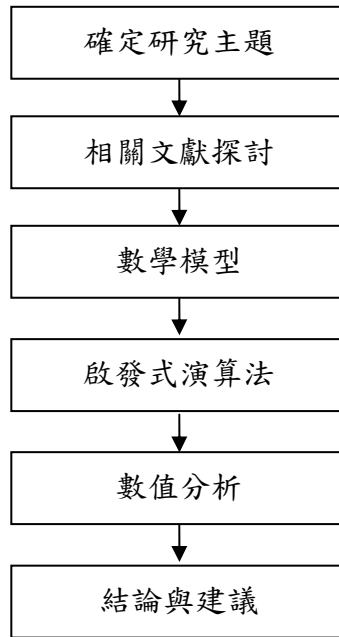 確定研究主題
相關文獻探討
數學模型
啟發式演算法
數值分析
結論與建議